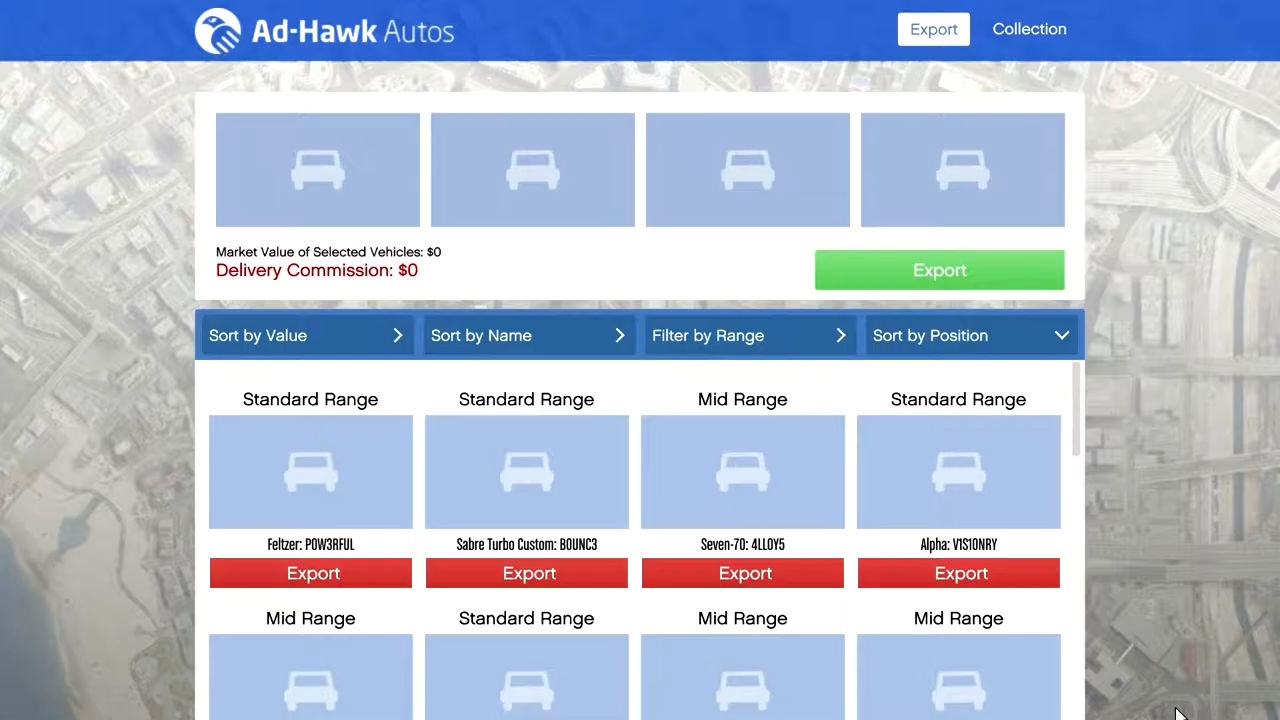 Ad-Hawk Autos
Export
Collection
Market Value of Selected Vehicles: $0
Delivery Commission: $0
Export
Sort by Value
Sort by Name
Filter by Range
Sort by Position
Standard Range
Standard Range
Mid Range
Standard Range
Feltzer: P0W3RFUL
Sabre Turbo Custom: B0UNC3
Seven-70: 4LLOY5
Alpha: V1S10NRY
Export
Export
Export
Export
Mid Range
Standard Range
Mid Range
Mid Range